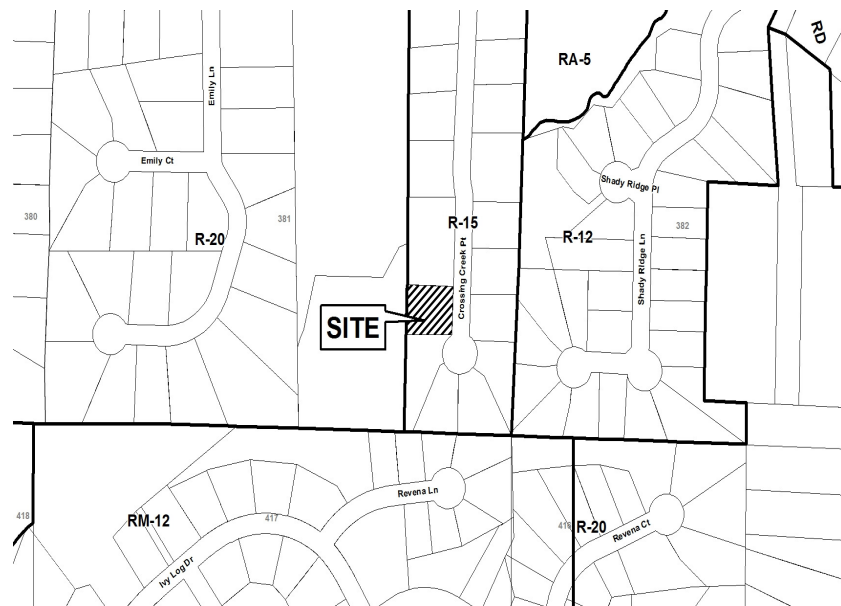 RD
RA-5
Emily Ln
Emily Ct
Shady Ridge Pl
380
381
R-20
R-15
R-12
382
Crossing Creek Pt
Shady Ridge Ln
SITE
Revena Ln
418
RM-12
417
416
R-20
Revena Ct
Ivy Log Dr